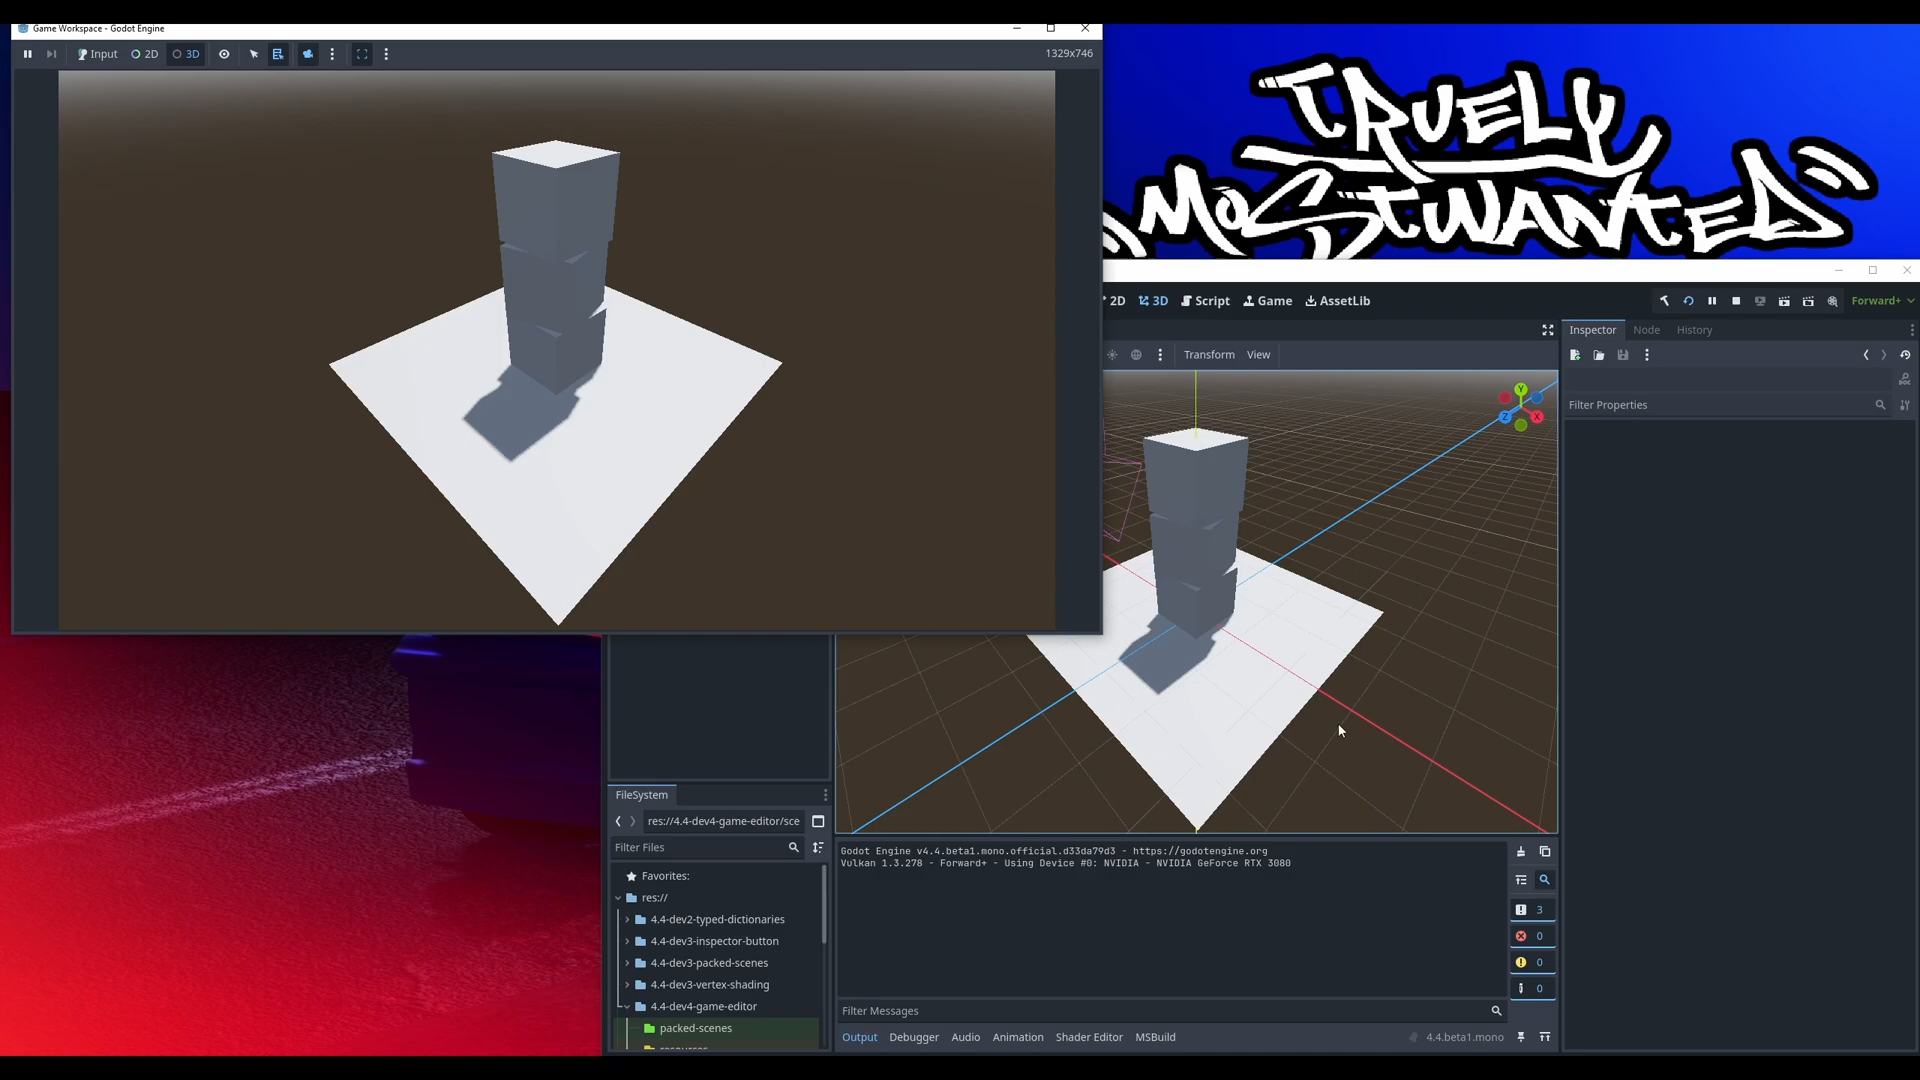 Game Workspace - Godot Engine
Input 2D 3D
1329x746
TRUELY
MOSTWANTED
2D 3D Script Game AssetLib
Forward+
Inspector Node History
Transform View
Filter Properties
Y
Z X
FileSystem
res://4.4-dev4-game-editor/sce
Filter Files
Favorites:
res://
4.4-dev2-typed-dictionaries
4.4-dev3-inspector-button
4.4-dev3-packed-scenes
4.4-dev3-vertex-shading
4.4-dev4-game-editor
packed-scenes
Godot Engine v4.4.beta1.mono.official.d33da79d3 - https://godotengine.org
Vulkan 1.3.278 - Forward+ - Using Device #0: NVIDIA - NVIDIA GeForce RTX 3080
3
0
0
0
Filter Messages
Output Debugger Audio Animation Shader Editor MSBuild
4.4.beta1.mono